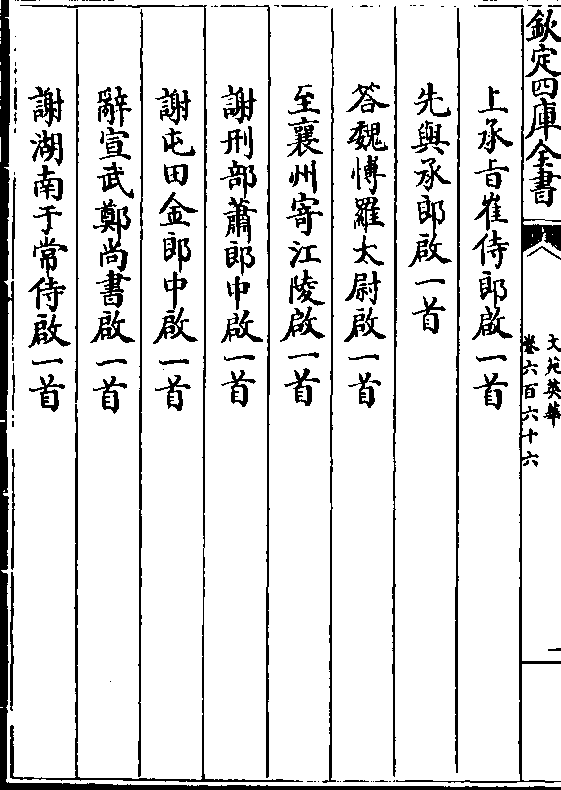 欽定四庫全書
文苑英華
卷六百六十六
一
上承旨崔侍郎啟一首
先與承郎啟一首
答魏愽羅太尉啟一首
至襄州寄江陵啟一首
謝刑部蕭郎中啟一首
謝屯田金郎中啟一首
辭宣武鄭尚書啟一首
謝湖南于常侍啟一首